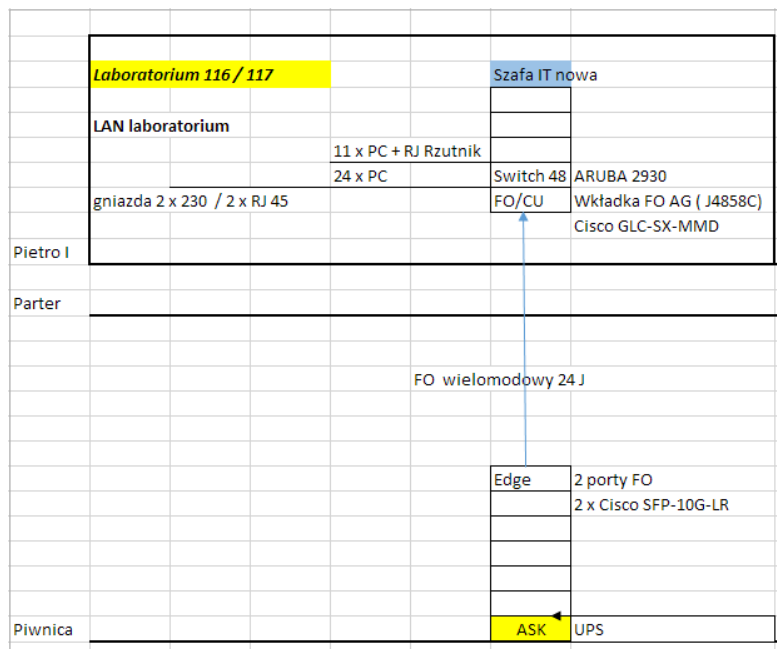 Laboratorium 116 / 117
Szafa IT nowa
LAN laboratorium
11 x PC + RJ Rzutnik
24 x PC
Switch 48
ARUBA 2930
gniazda 2 x 230 / 2 x RJ 45
FO/CU
Wkładka FO AG ( J4858C)
Cisco GLC-SX-MMD
Pietro I
Parter
FO wielomodowy 24 J
Edge
2 porty FO
2 x Cisco SFP-10G-LR
Piwnica
ASK
UPS